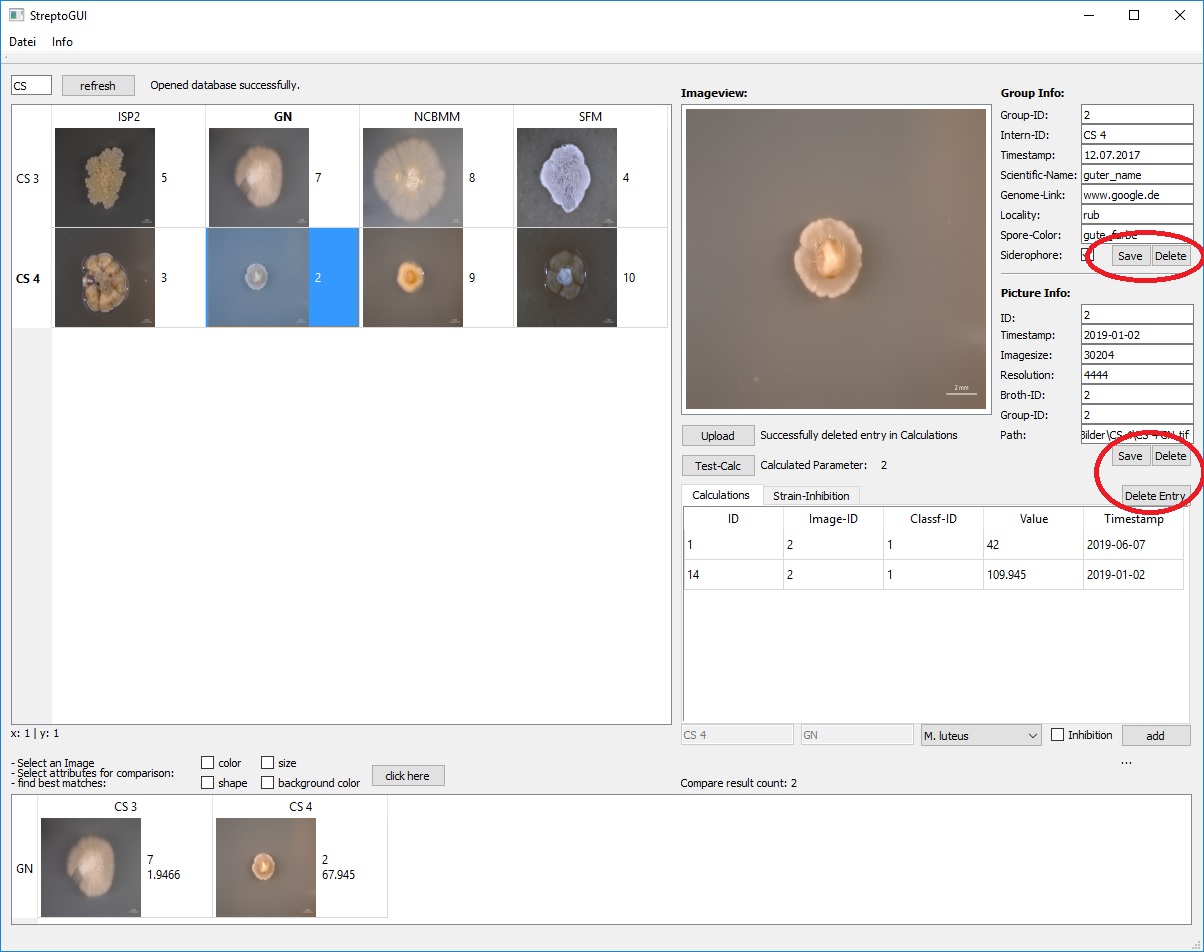 StreptoGUI
Datei Info
CS refresh Opened database successfully.
ISP2 GN NCBMM SFM
CS 3 5 7 8 4
CS 4 3 2 9 10
x: 1 | y: 1
Imageview:
2 mm
Upload Successfully deleted entry in Calculations
Test-Calc Calculated Parameter: 2
Group Info:
Group-ID: 2
Intern-ID: CS 4
Timestamp: 12.07.2017
Scientific-Name: guter_name
Genome-Link: www.google.de
Locality: rub
Spore-Color: gute_farbe
Siderophore: Save Delete
Picture Info:
ID: 2
Timestamp: 2019-01-02
Imagesize: 30204
Resolution: 4444
Broth-ID: 2
Group-ID: 2
Path: Bilder\CS 4\CS 4 GN.tif
Save Delete
Delete Entry
Calculations Strain-Inhibition
ID Image-ID Classf-ID Value Timestamp
1 2 1 42 2019-06-07
14 2 1 109.945 2019-01-02
CS 4 GN M. luteus Inhibition add
...
- Select an Image
- Select attributes for comparison:
- find best matches:
color size
shape background color
click here
Compare result count: 2
CS 3 CS 4
GN 7 2
1.9466 67.945